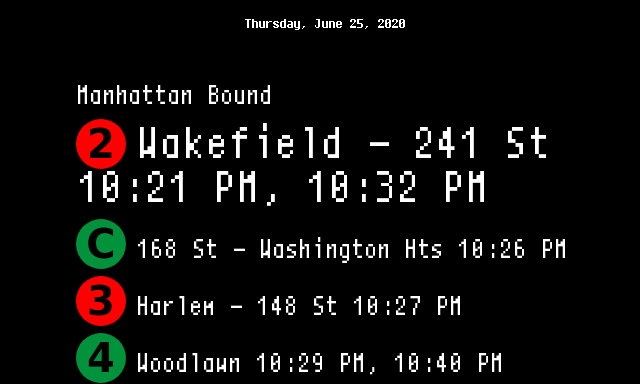 Thursday, June 25, 2020
Manhattan Bound
2 Wakefield - 241 St
10:21 PM, 10:32 PM
C 168 St - Washington Hts 10:26 PM
3 Harlem - 148 St 10:27 PM
4 Woodlawn 10:29 PM, 10:40 PM